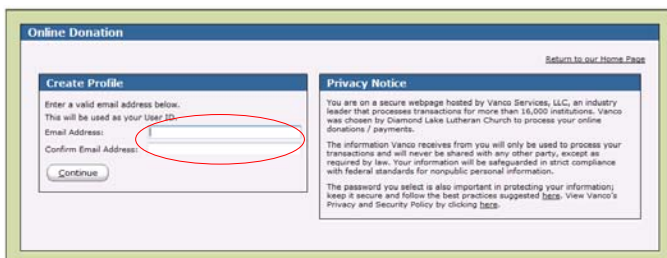 Online Donation
Return to our Home Page
Create Profile
Enter a valid email address below.
This will be used as your User ID.
Email Address:
Confirm Email Address:
Continue
Privacy Notice
You are on a secure webpage hosted by Vanco Services, LLC, an industry
leader that processes transactions for more than 16,000 institutions. Vanco
was chosen by Diamond Lake Lutheran Church to process your online
donations / payments.
The information Vanco receives from you will only be used to process your
transactions and will never be shared with any other party, except as
required by law. Your information will be safeguarded in strict compliance
with federal standards for nonpublic personal information.
The password you select is also important in protecting your information;
keep it secure and follow the best practices suggested here. View Vanco's
Privacy and Security Policy by clicking here.